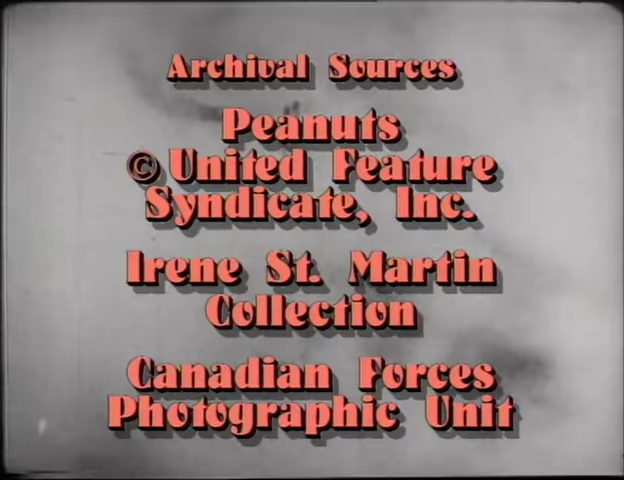 Archival Sources
Peanuts
© United Feature
Syndicate, Inc.
Irene St. Martin
Collection
Canadian Forces
Photographic Unit